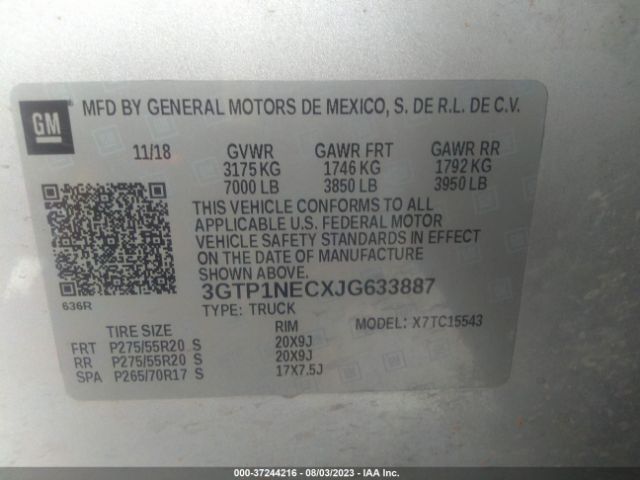 GM
MFD BY GENERAL MOTORS DE MEXICO, S. DE R.L. DE C.V.
11/18 GVWR GAWR FRT GAWR RR
3175 KG 1746 KG 1792 KG
7000 LB 3850 LB 3950 LB
THIS VEHICLE CONFORMS TO ALL
APPLICABLE U.S. FEDERAL MOTOR
VEHICLE SAFETY STANDARDS IN EFFECT
ON THE DATE OF MANUFACTURE
SHOWN ABOVE.
636R
3GTP1NECXJG633887
TYPE: TRUCK
TIRE SIZE RIM MODEL: X7TC15543
FRT P275/55R20 S 20X9J
RR P275/55R20 S 20X9J
SPA P265/70R17 S 17X7.5J
000-37244216 - 08/03/2023 - IAA Inc.